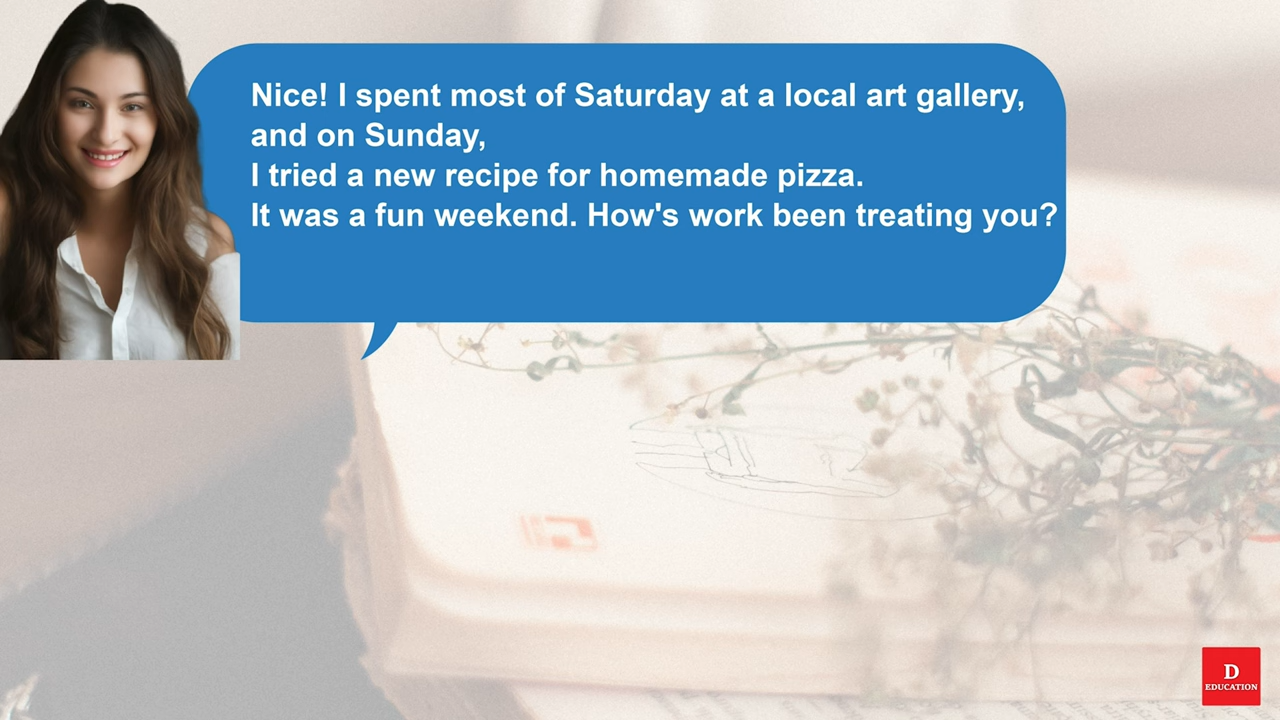 Nice! I spent most of Saturday at a local art gallery,
and on Sunday,
I tried a new recipe for homemade pizza.
It was a fun weekend. How's work been treating you?
D
EDUCATION